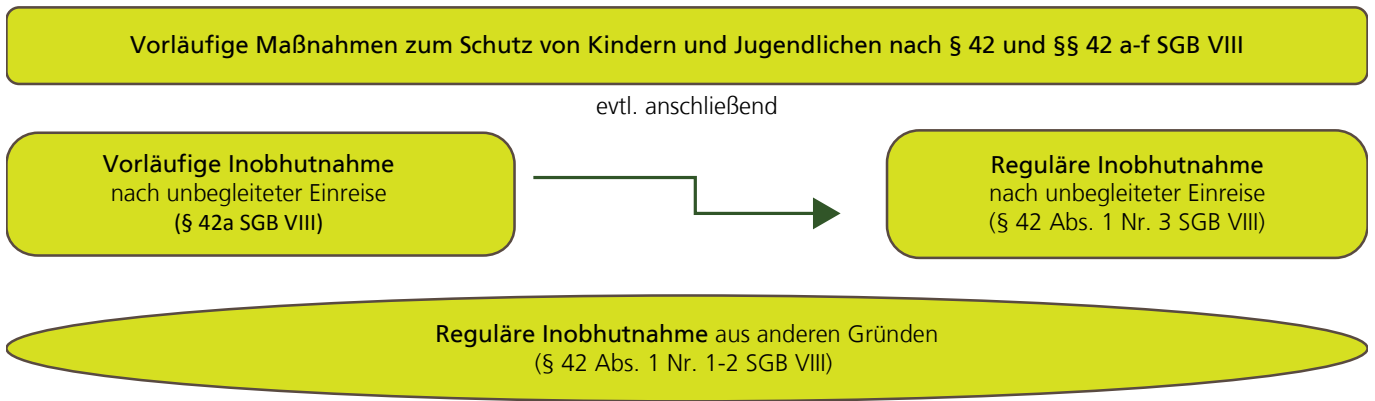 Vorläufige Maßnahmen zum Schutz von Kindern und Jugendlichen nach § 42 und §§ 42 a-f SGB VIII
evtl. anschließend
Vorläufige Inobhutnahme
nach unbegleiteter Einreise
(§ 42a SGB VIII)
Reguläre Inobhutnahme
nach unbegleiteter Einreise
(§ 42 Abs. 1 Nr. 3 SGB VIII)
Reguläre Inobhutnahme aus anderen Gründen
(§ 42 Abs. 1 Nr. 1-2 SGB VIII)